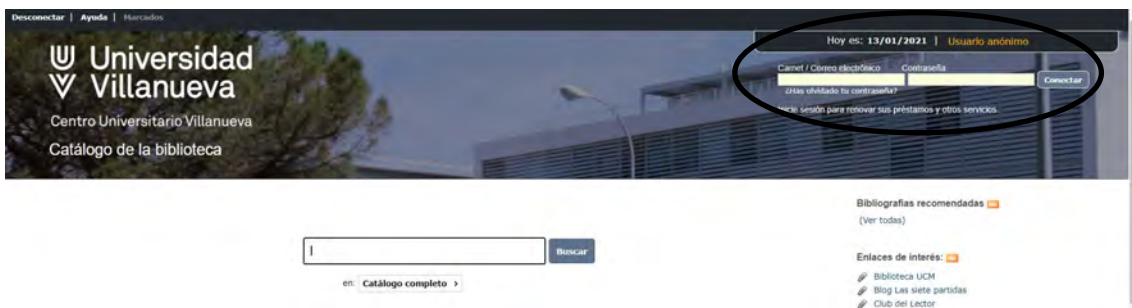 Desconectar | Ayuda | Marcados
Hoy es: 13/01/2021 | Usuario anónimo
Universidad
Villanueva
Centro Universitario Villanueva
Catálogo de la biblioteca
Carnet / Correo electrónico Contraseña
Conectar
¿Has olvidado tu contraseña?
Inicie sesión para renovar sus préstamos y otros servicios.
Buscar
en: Catálogo completo >
Bibliografías recomendadas
(Ver todas)
Enlaces de interés:
Biblioteca UCM
Blog Las siete partidas
Club del Lector